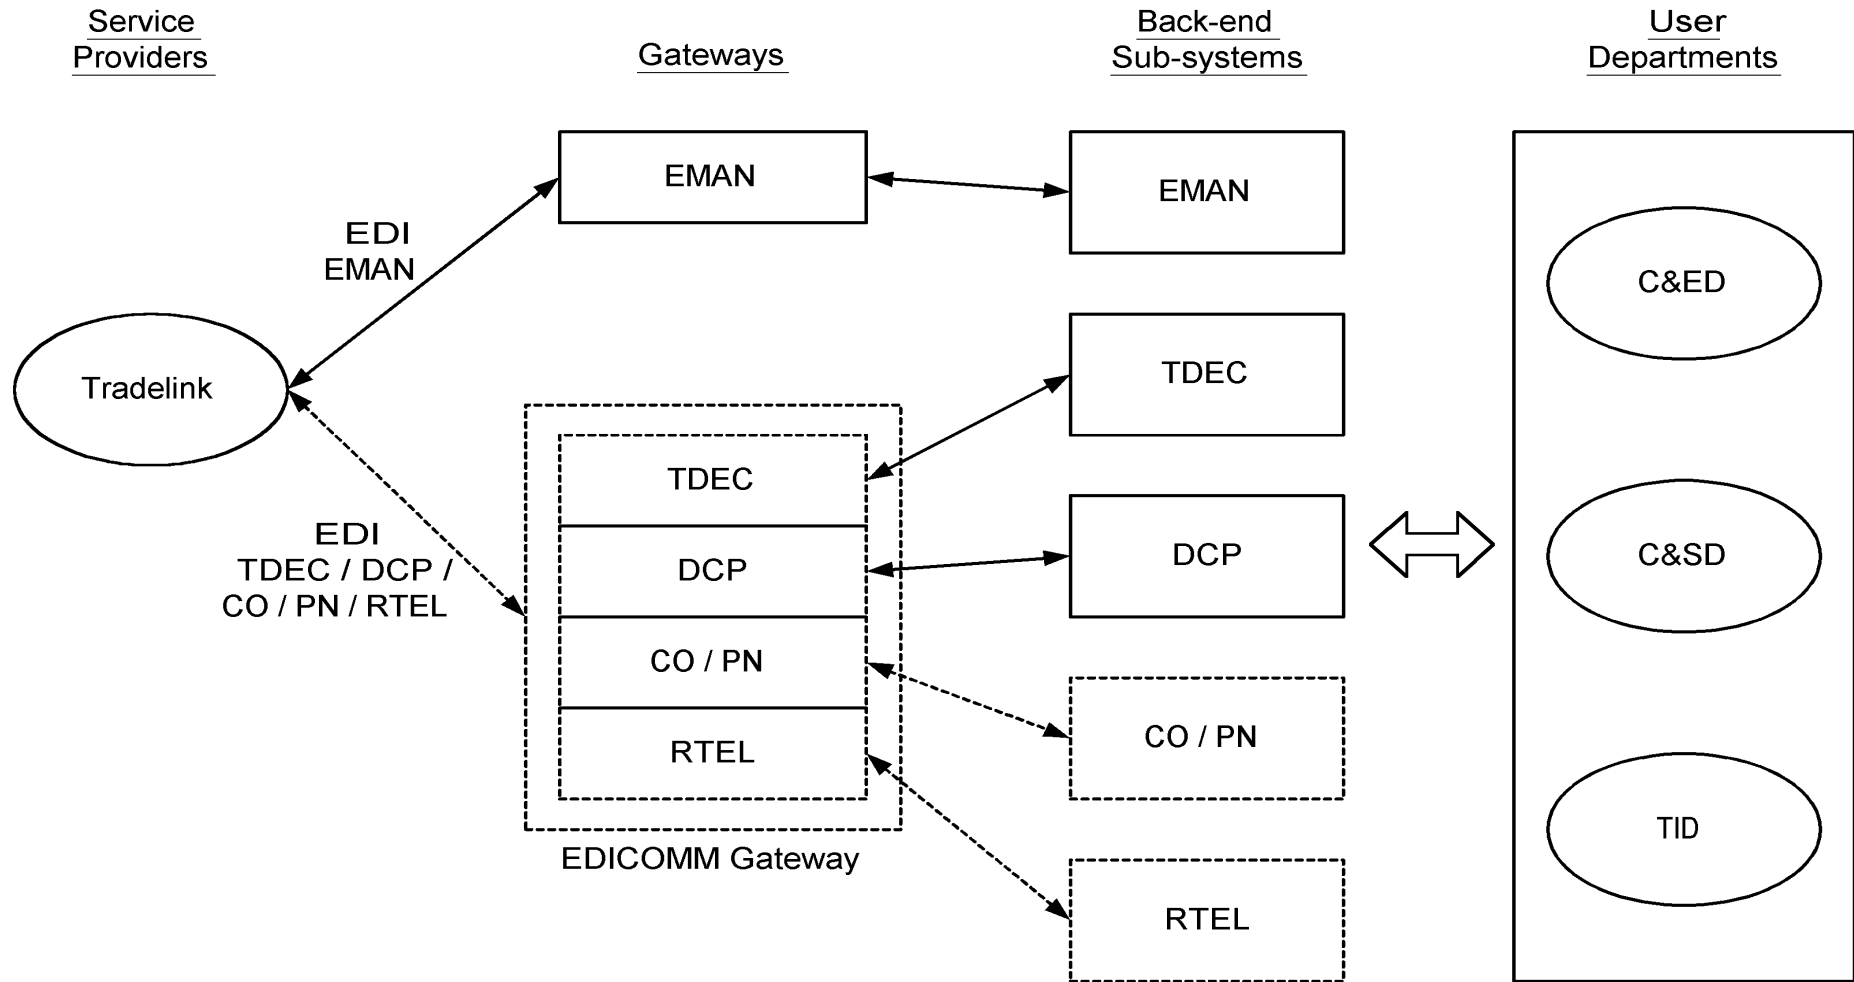 Service
Providers
Gateways
Back-end
Sub-systems
User
Departments
EMAN
EMAN
EDI
EMAN
C&ED
Tradelink
TDEC
TDEC
EDI
TDEC / DCP /
CO / PN / RTEL
DCP
DCP
C&SD
CO / PN
CO / PN
RTEL
TID
EDICOMM Gateway
RTEL